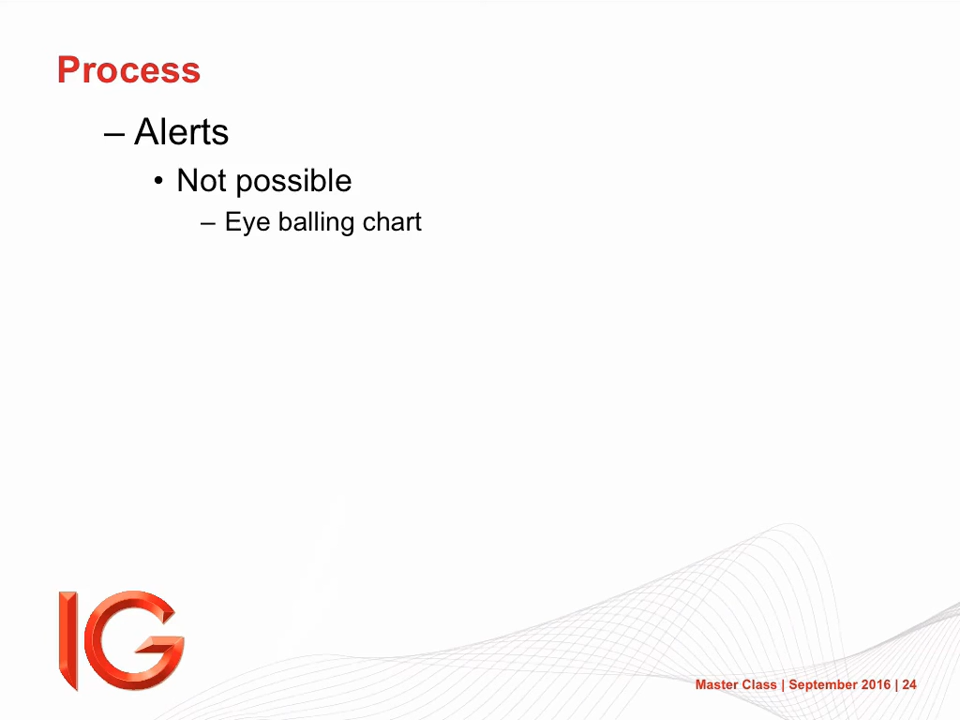 Process
– Alerts
• Not possible
– Eye balling chart
IG
Master Class | September 2016 | 24